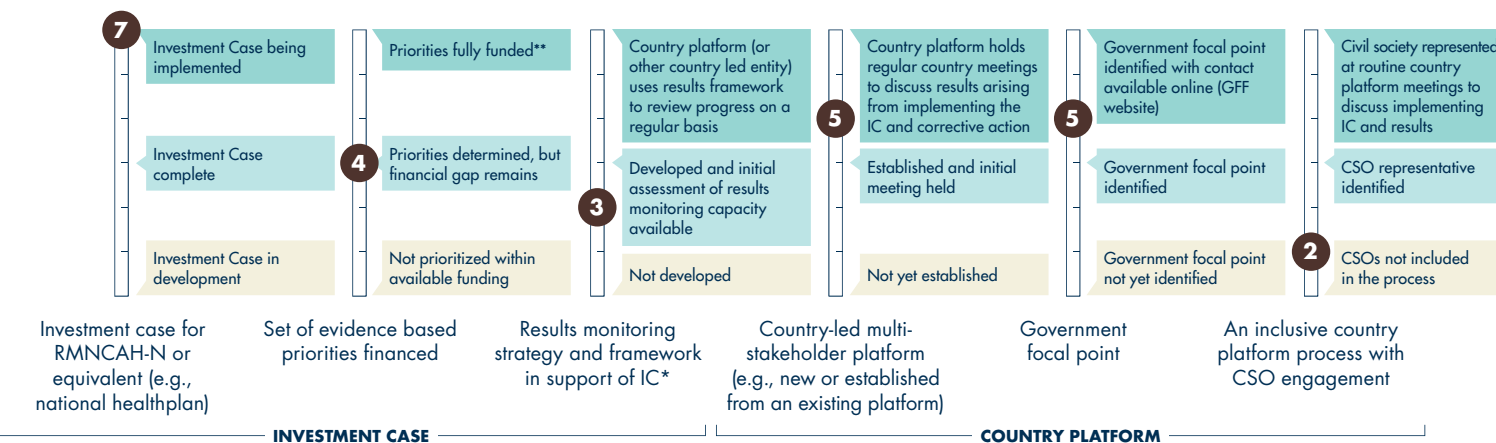 7
Investment Case being
implemented
Investment Case
complete
Investment Case in
development
Investment case for
RMNCAH-N or
equivalent (e.g.,
national healthplan)
Priorities fully funded**
4
Priorities determined, but
financial gap remains
Not prioritized within
available funding
Set of evidence based
priorities financed
Country platform (or
other country led entity)
uses results framework
to review progress on a
regular basis
3
Developed and initial
assessment of results
monitoring capacity
available
Not developed
Results monitoring
strategy and framework
in support of IC*
5
Country platform holds
regular country meetings
to discuss results arising
from implementing the
IC and corrective action
Established and initial
meeting held
Not yet established
Country-led multi-
stakeholder platform
(e.g., new or established
from an existing platform)
5
Government focal point
identified with contact
available online (GFF
website)
Government focal point
identified
Government focal point
not yet identified
Government
focal point
Civil society represented
at routine country
platform meetings to
discuss implementing
IC and results
CSO representative
identified
2
CSOs not included
in the process
An inclusive country
platform process with
CSO engagement
INVESTMENT CASE
COUNTRY PLATFORM